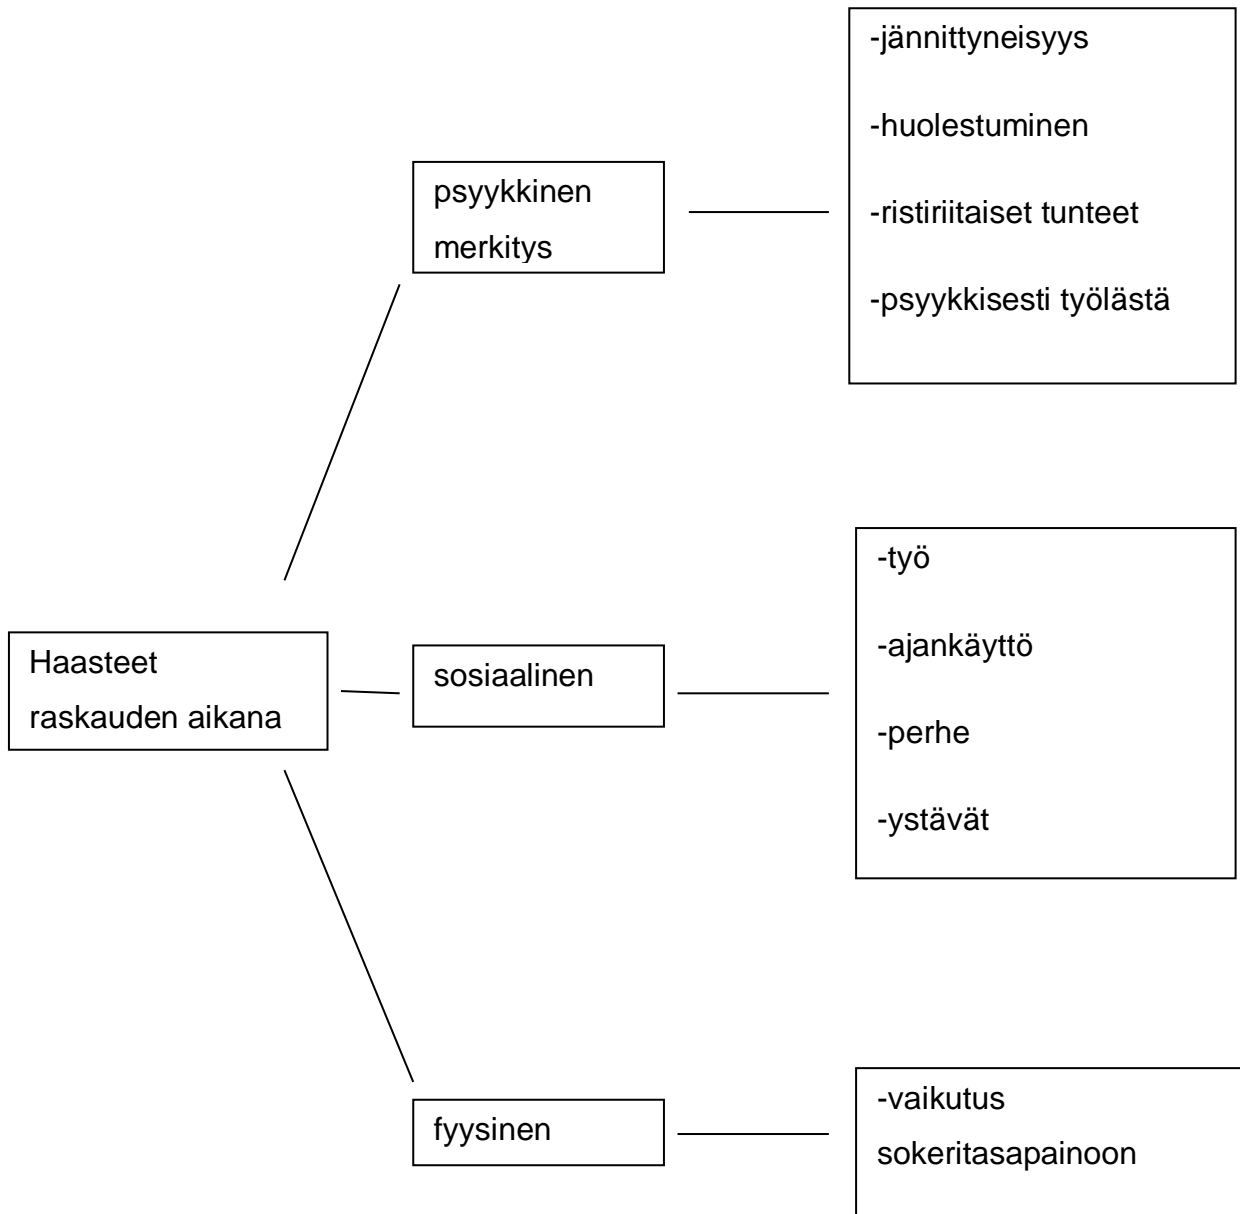 -jännittyneisyys
-huolestuminen
-ristiriitaiset tunteet
-psyykkisesti työlästä
psyykkinen
merkitys
-työ
-ajankäyttö
-perhe
-ystävät
sosiaalinen
Haasteet
raskauden aikana
fyysinen
-vaikutus
sokeritasapainoon